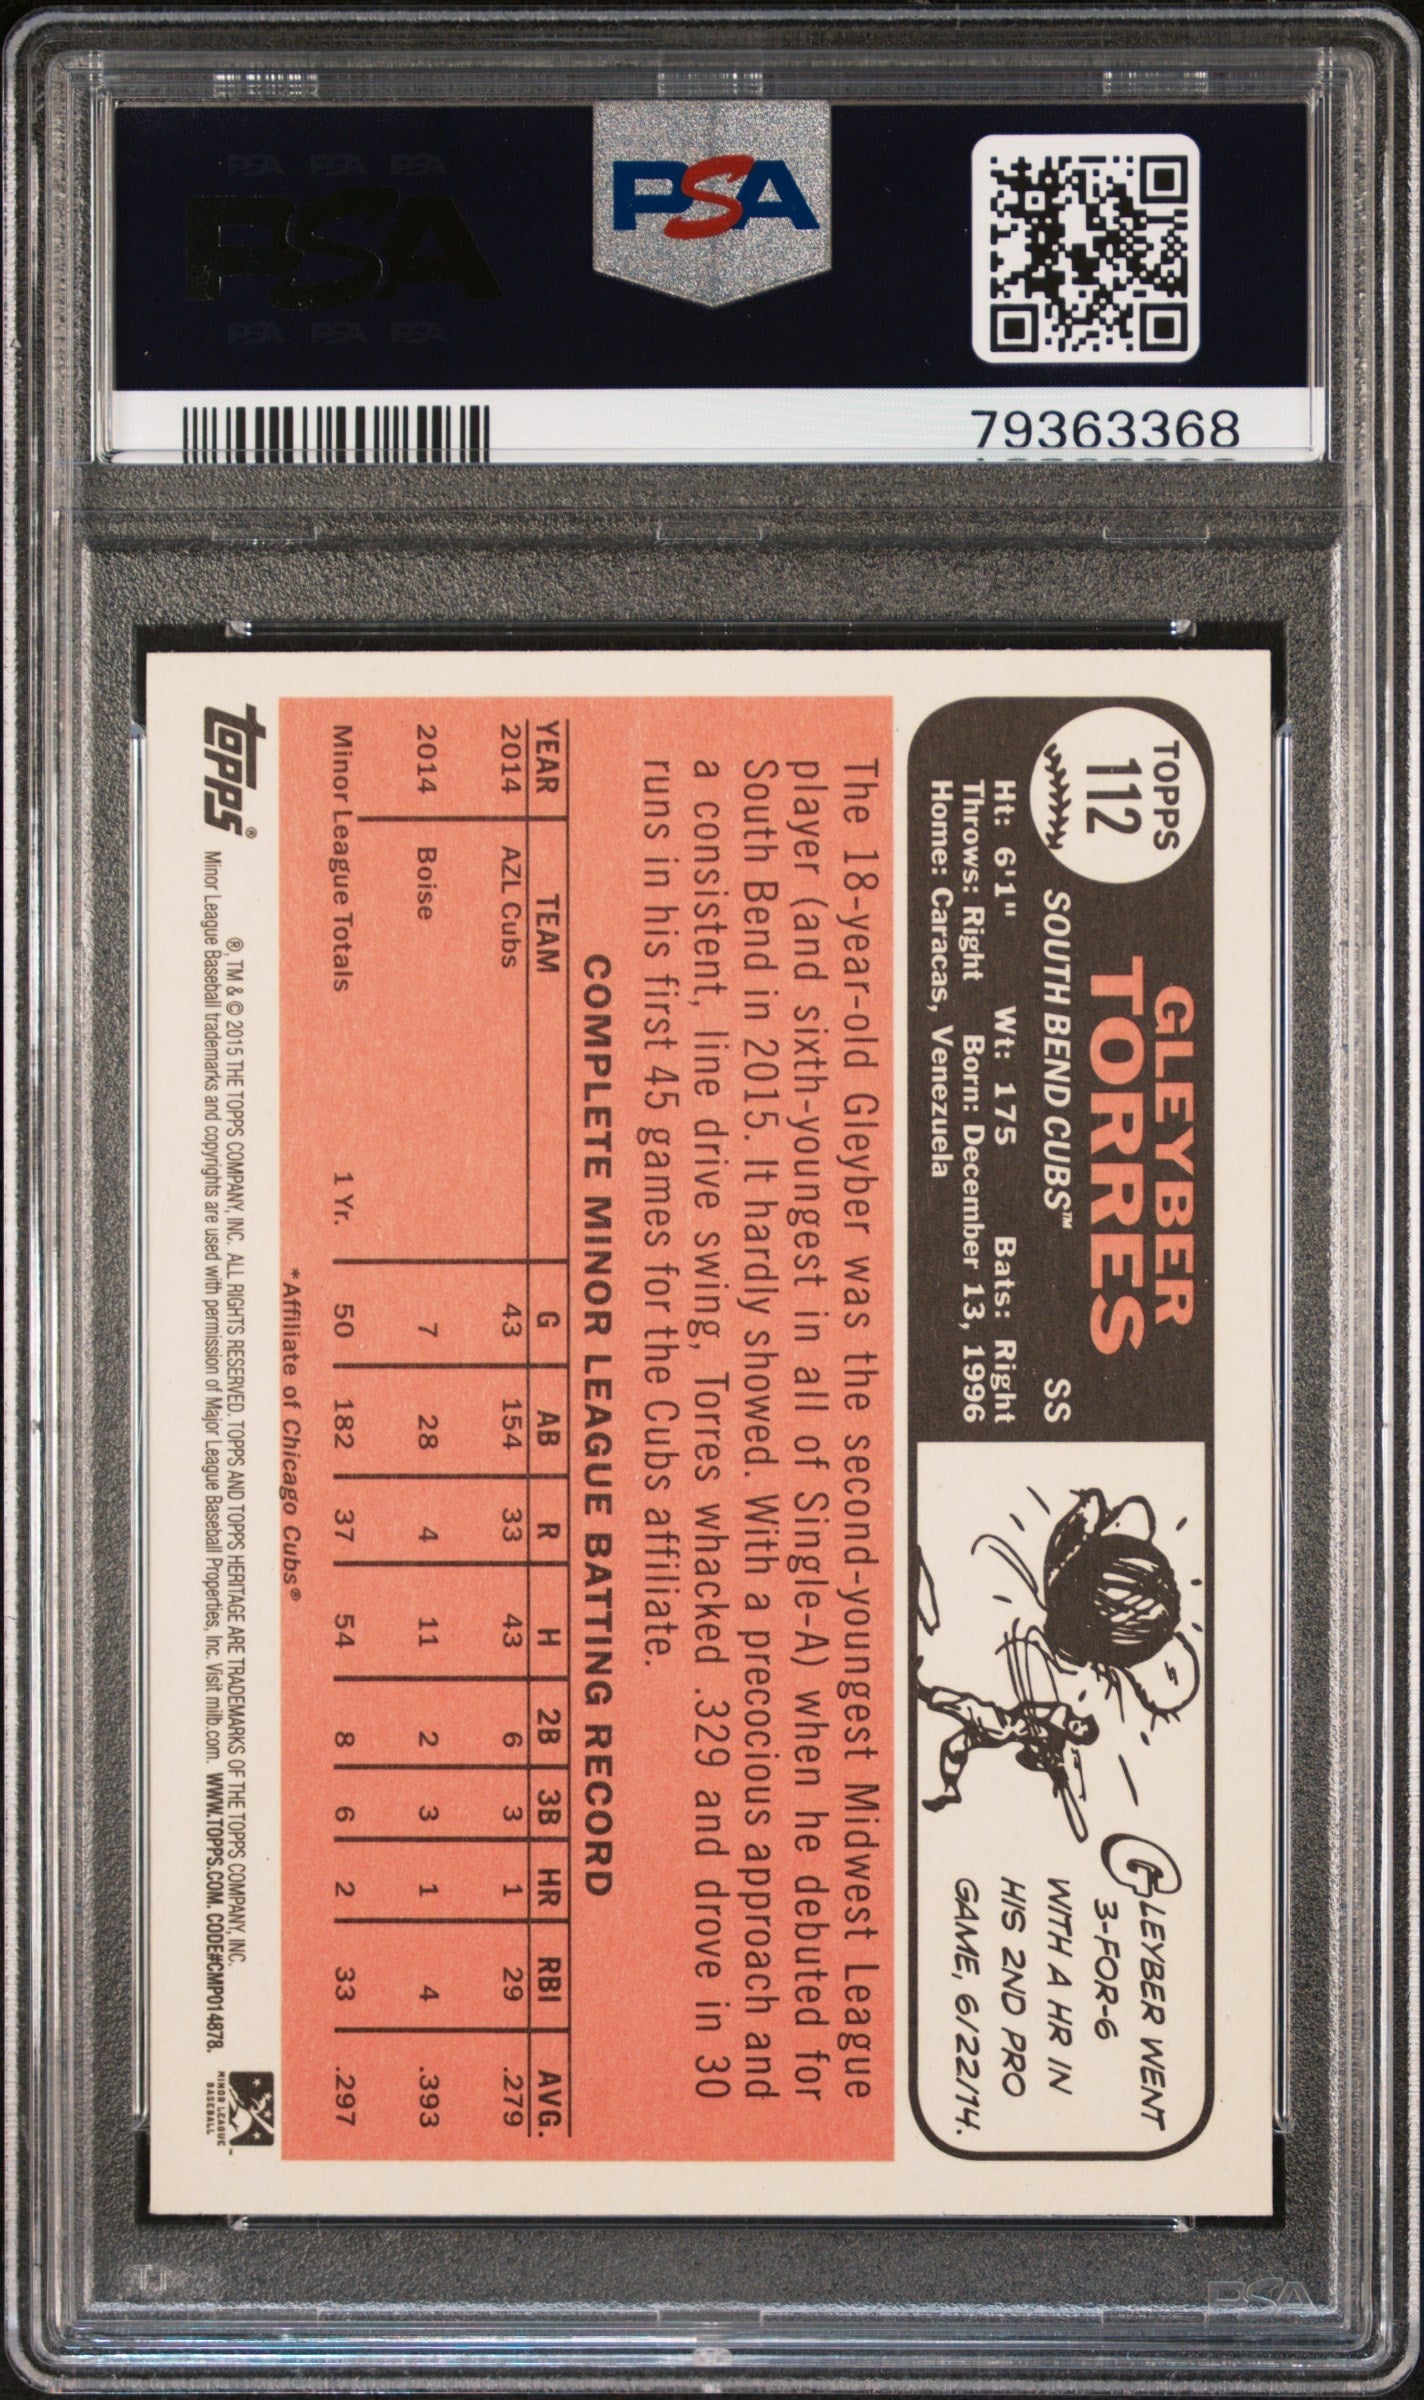 PSA PSA PSA
PSA
PSA PSA PSA
PSA
79363368
TOPPS
112
GLEYBER
TORRES
SOUTH BEND CUBS™ SS
Ht: 6'1" Wt: 175 Bats: Right
Throws: Right Born: December 13, 1996
Home: Caracas, Venezuela
GLEYBER WENT
3-FOR-6
WITH A HR IN
HIS 2ND PRO
GAME, 6/22/14.
The 18-year-old Gleyber was the second-youngest Midwest League
player (and sixth-youngest in all of Single-A) when he debuted for
South Bend in 2015. It hardly showed. With a precocious approach and
a consistent, line drive swing, Torres whacked .329 and drove in 30
runs in his first 45 games for the Cubs affiliate.
COMPLETE MINOR LEAGUE BATTING RECORD
YEAR TEAM G AB R H 2B 3B HR RBI AVG.
2014 AZL Cubs 43 154 33 43 6 3 1 29 .279
2014 Boise 7 28 4 11 2 3 1 4 .393
Minor League Totals 1 Yr. 50 182 37 54 8 6 2 33 .297
*Affiliate of Chicago Cubs®
topps®
®, TM & © 2015 THE TOPPS COMPANY, INC. ALL RIGHTS RESERVED. TOPPS AND TOPPS HERITAGE ARE TRADEMARKS OF THE TOPPS COMPANY, INC.
Minor League Baseball trademarks and copyrights are used with permission of Major League Baseball Properties, Inc. Visit milb.com. WWW.TOPPS.COM. CODE#CMP014878.
MINOR LEAGUE
BASEBALL™
PSA